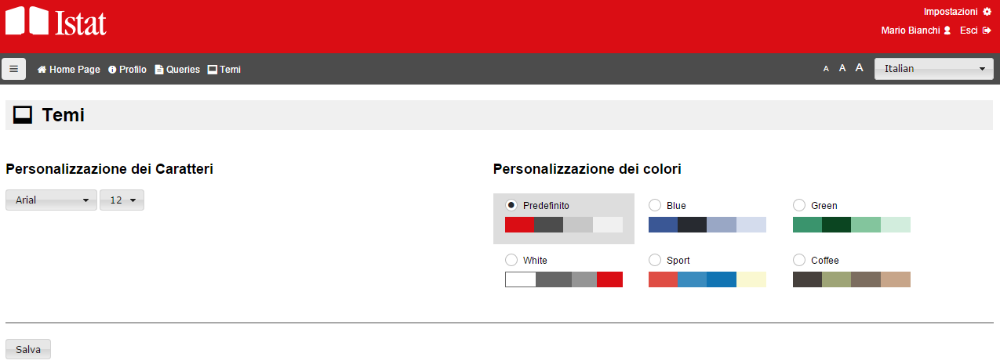 Istat
Impostazioni
Mario Bianchi Esci
Home Page Profilo Queries Temi
A A A Italian
Temi
Personalizzazione dei Caratteri
Arial 12
Personalizzazione dei colori
Predefinito Blue Green
White Sport Coffee
Salva